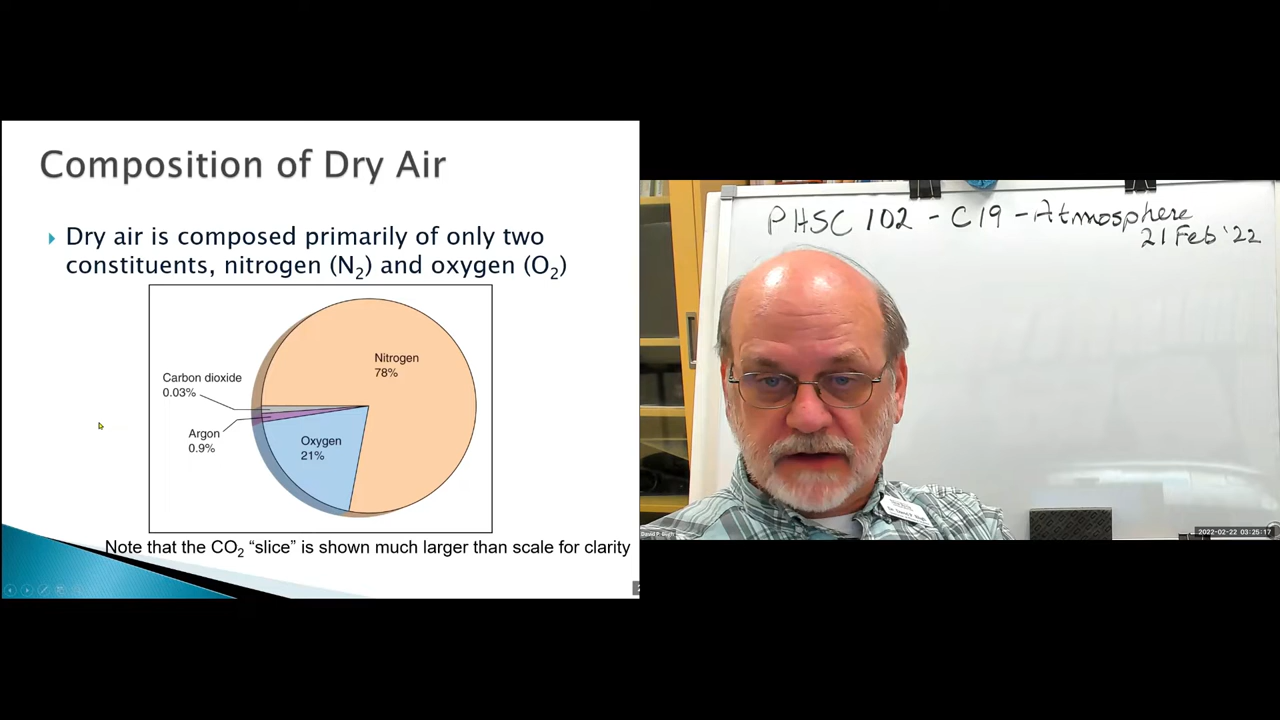 Composition of Dry Air
Dry air is composed primarily of only two
constituents, nitrogen (N₂) and oxygen (O₂)
Nitrogen
78%
Carbon dioxide
0.03%
Argon
0.9%
Oxygen
21%
Note that the CO₂ “slice” is shown much larger than scale for clarity
PHSC 102 - C19 - Atmosphere
21 Feb '22
2022-02-22 03:25:17